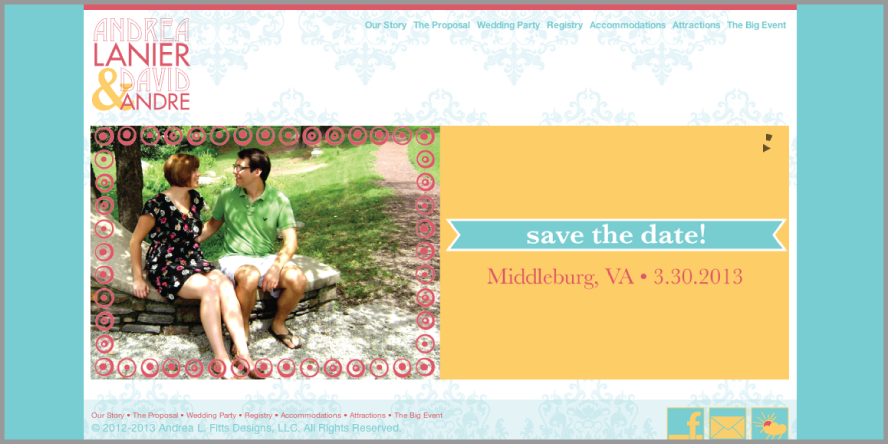 ANDREA
LANIER
& DAVID
ANDRE
Our Story The Proposal Wedding Party Registry Accommodations Attractions The Big Event
save the date!
Middleburg, VA • 3.30.2013
Our Story • The Proposal • Wedding Party • Registry • Accommodations • Attractions • The Big Event
© 2012-2013 Andrea L. Fitts Designs, LLC. All Rights Reserved.
f